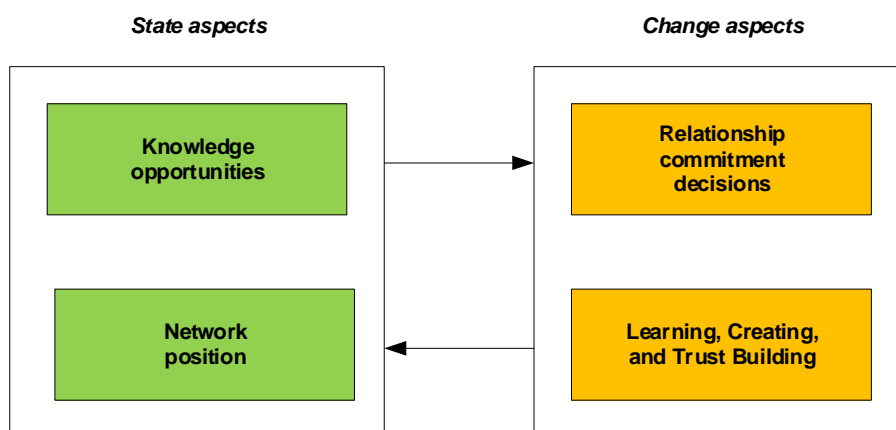 State aspects
Change aspects
Knowledge
opportunities
Relationship
commitment
decisions
Network
position
Learning, Creating,
and Trust Building